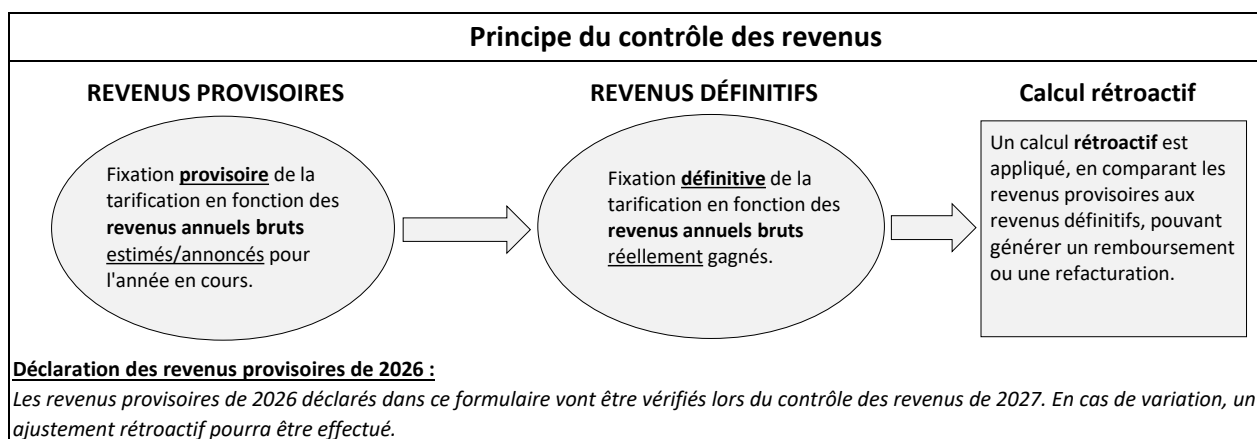 Principe du contrôle des revenus
REVENUS PROVISOIRES
Fixation provisoire de la
tarification en fonction des
revenus annuels bruts
estimés/annoncés pour
l'année en cours.
REVENUS DÉFINITIFS
Fixation définitive de la
tarification en fonction des
revenus annuels bruts
réellement gagnés.
Calcul rétroactif
Un calcul rétroactif est
appliqué, en comparant les
revenus provisoires aux
revenus définitifs, pouvant
générer un remboursement
ou une refacturation.
Déclaration des revenus provisoires de 2026 :
Les revenus provisoires de 2026 déclarés dans ce formulaire vont être vérifiés lors du contrôle des revenus de 2027. En cas de variation, un
ajustement rétroactif pourra être effectué.